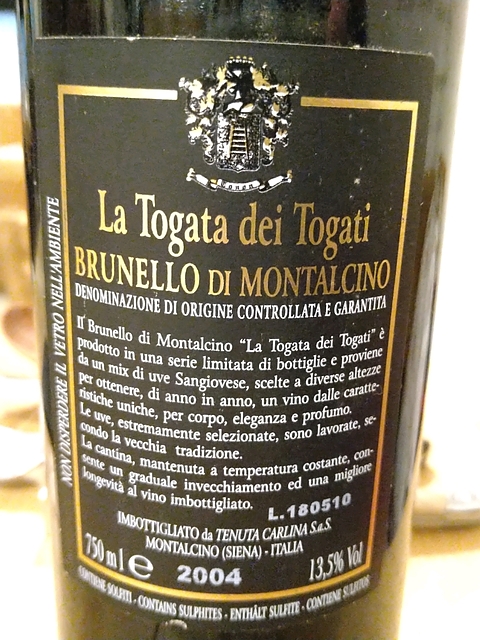 La Togata dei Togati
BRUNELLO DI MONTALCINO
DENOMINAZIONE DI ORIGINE CONTROLLATA E GARANTITA
Il Brunello di Montalcino “La Togata dei Togati” è
prodotto in una serie limitata di bottiglie e proviene
da un mix di uve Sangiovese, scelte a diverse altezze
per ottenere, di anno in anno, un vino dalle caratte-
ristiche uniche, per corpo, eleganza e profumo.
Le uve, estremamente selezionate, sono lavorate, se-
condo la vecchia tradizione.
La cantina, mantenuta a temperatura costante, con-
sente un graduale invecchiamento ed una migliore
longevità al vino imbottigliato.
L.180510
IMBOTTIGLIATO da TENUTA CARLINA S.a.S.
MONTALCINO (SIENA) - ITALIA
750 ml e 2004 13,5% Vol
CONTIENE SOLFITI - CONTAINS SULPHITES - ENTHÄLT SULFITE - CONTIENE SULFITOS
NON DISPERDERE IL VETRO NELL'AMBIENTE